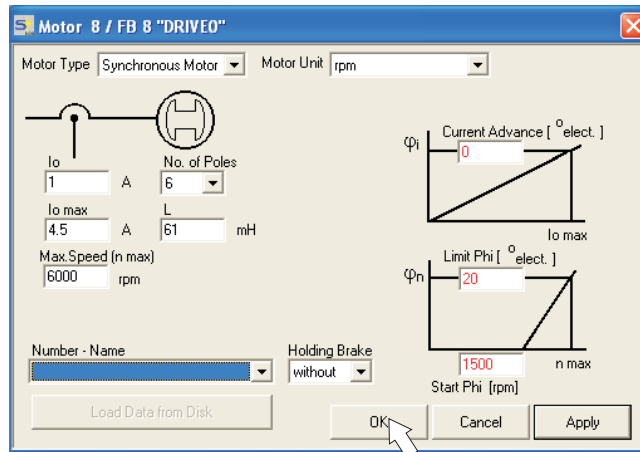 Motor 8 / FB 8 "DRIVE0"
Motor Type Synchronous Motor Motor Unit rpm
Io
1 A
No. of Poles
6
Io max
4.5 A
L
61 mH
Max.Speed (n max)
6000 rpm
φi
Current Advance [ °elect. ]
0
Io max
φn
Limit Phi [ °elect. ]
20
1500 n max
Start Phi [rpm]
Number - Name
Holding Brake
without
Load Data from Disk
OK Cancel Apply